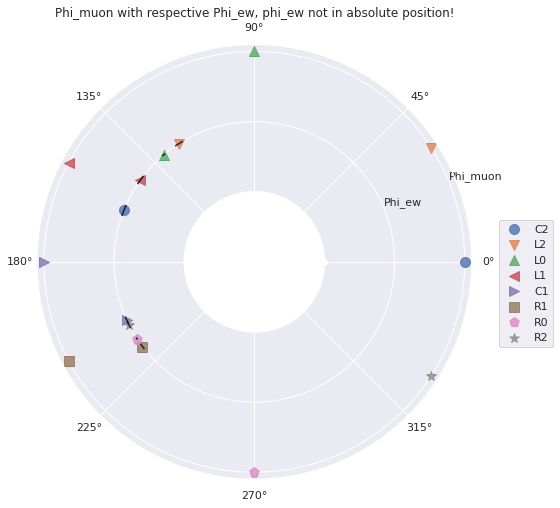 Phi_muon with respective Phi_ew, phi_ew not in absolute position!
90°
135°
45°
Phi_muon
Phi_ew
180°
0°
C2
L2
L0
L1
C1
R1
R0
R2
225°
315°
270°